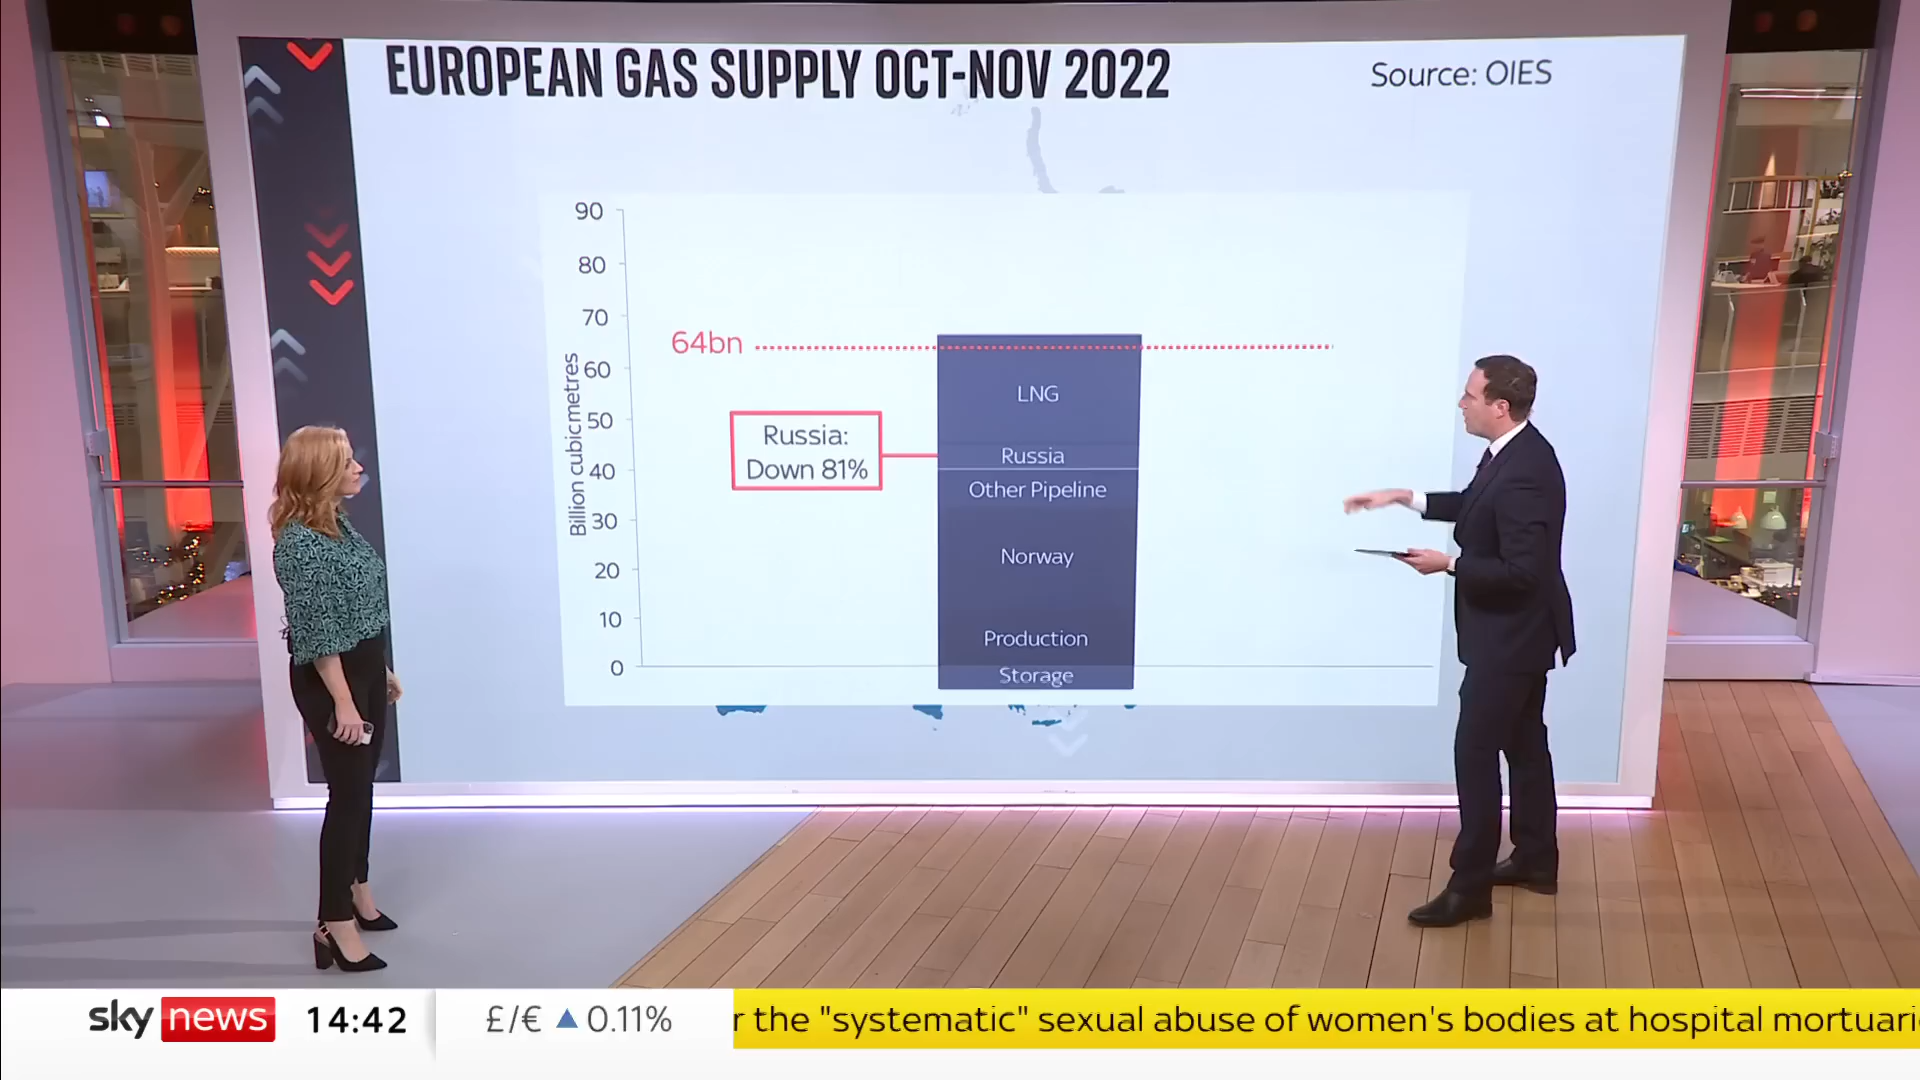 EUROPEAN GAS SUPPLY OCT-NOV 2022
Source: OIES
90
80
70
60
50
40
30
20
10
0
Billion cubicmetres
64bn
Russia:
Down 81%
LNG
Russia
Other Pipeline
Norway
Production
Storage
sky news 14:42 £/€ ▲ 0.11% r the "systematic" sexual abuse of women's bodies at hospital mortuari